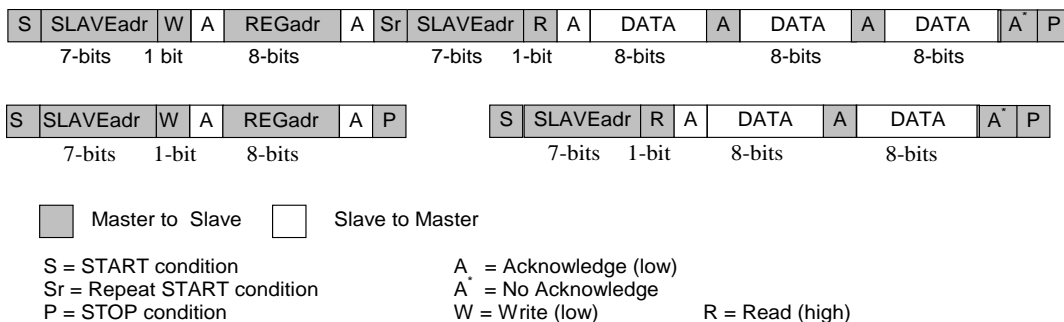 S SLAVEadr W A REGadr A Sr SLAVEadr R A DATA A DATA A DATA A* P
7-bits 1 bit 8-bits 7-bits 1-bit 8-bits 8-bits 8-bits
S SLAVEadr W A REGadr A P S SLAVEadr R A DATA A DATA A* P
7-bits 1-bit 8-bits 7-bits 1-bit 8-bits 8-bits
Master to Slave Slave to Master
S = START condition A = Acknowledge (low)
Sr = Repeat START condition A* = No Acknowledge
P = STOP condition W = Write (low) R = Read (high)